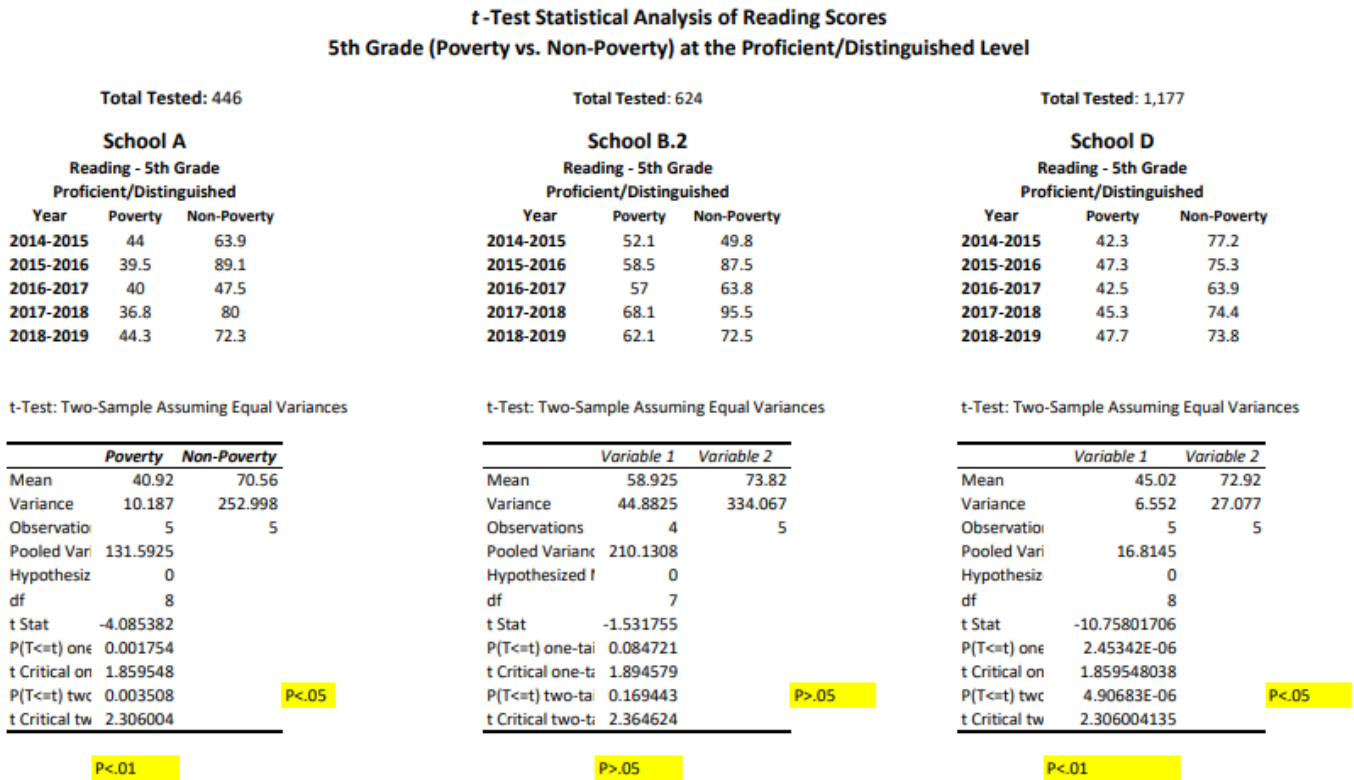 t -Test Statistical Analysis of Reading Scores
5th Grade (Poverty vs. Non-Poverty) at the Proficient/Distinguished Level
Total Tested: 446
School A
Reading - 5th Grade
Proficient/Distinguished
Year Poverty Non-Poverty
2014-2015 44 63.9
2015-2016 39.5 89.1
2016-2017 40 47.5
2017-2018 36.8 80
2018-2019 44.3 72.3
t-Test: Two-Sample Assuming Equal Variances
Poverty Non-Poverty
Mean 40.92 70.56
Variance 10.187 252.998
Observatio 5 5
Pooled Vari 131.5925
Hypothesiz 0
df 8
t Stat -4.085382
P(T<=t) one 0.001754
t Critical on 1.859548
P(T<=t) twc 0.003508 P<.05
t Critical tw 2.306004
P<.01
Total Tested: 624
School B.2
Reading - 5th Grade
Proficient/Distinguished
Year Poverty Non-Poverty
2014-2015 52.1 49.8
2015-2016 58.5 87.5
2016-2017 57 63.8
2017-2018 68.1 95.5
2018-2019 62.1 72.5
t-Test: Two-Sample Assuming Equal Variances
Variable 1 Variable 2
Mean 58.925 73.82
Variance 44.8825 334.067
Observations 4 5
Pooled Varianc 210.1308
Hypothesized 0
df 7
t Stat -1.531755
P(T<=t) one-tai 0.084721
t Critical one-ta 1.894579
P(T<=t) two-tai 0.169443 P>.05
t Critical two-ta 2.364624
P>.05
Total Tested: 1,177
School D
Reading - 5th Grade
Proficient/Distinguished
Year Poverty Non-Poverty
2014-2015 42.3 77.2
2015-2016 47.3 75.3
2016-2017 42.5 63.9
2017-2018 45.3 74.4
2018-2019 47.7 73.8
t-Test: Two-Sample Assuming Equal Variances
Variable 1 Variable 2
Mean 45.02 72.92
Variance 6.552 27.077
Observatio 5 5
Pooled Vari 16.8145
Hypothesiz 0
df 8
t Stat -10.75801706
P(T<=t) one 2.45342E-06
t Critical on 1.859548038
P(T<=t) twc 4.90683E-06 P<.05
t Critical tw 2.306004135
P<.01